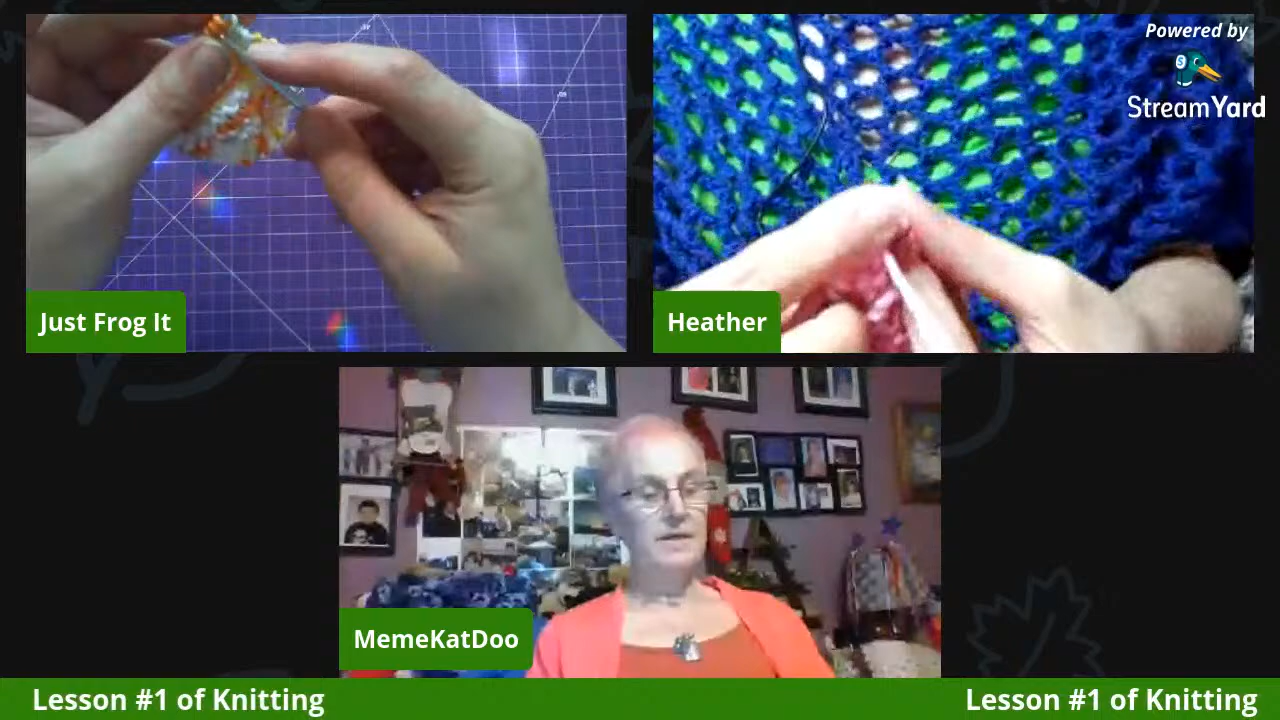 Powered by
StreamYard
Just Frog It
Heather
MemeKatDoo
Lesson #1 of Knitting
Lesson #1 of Knitting